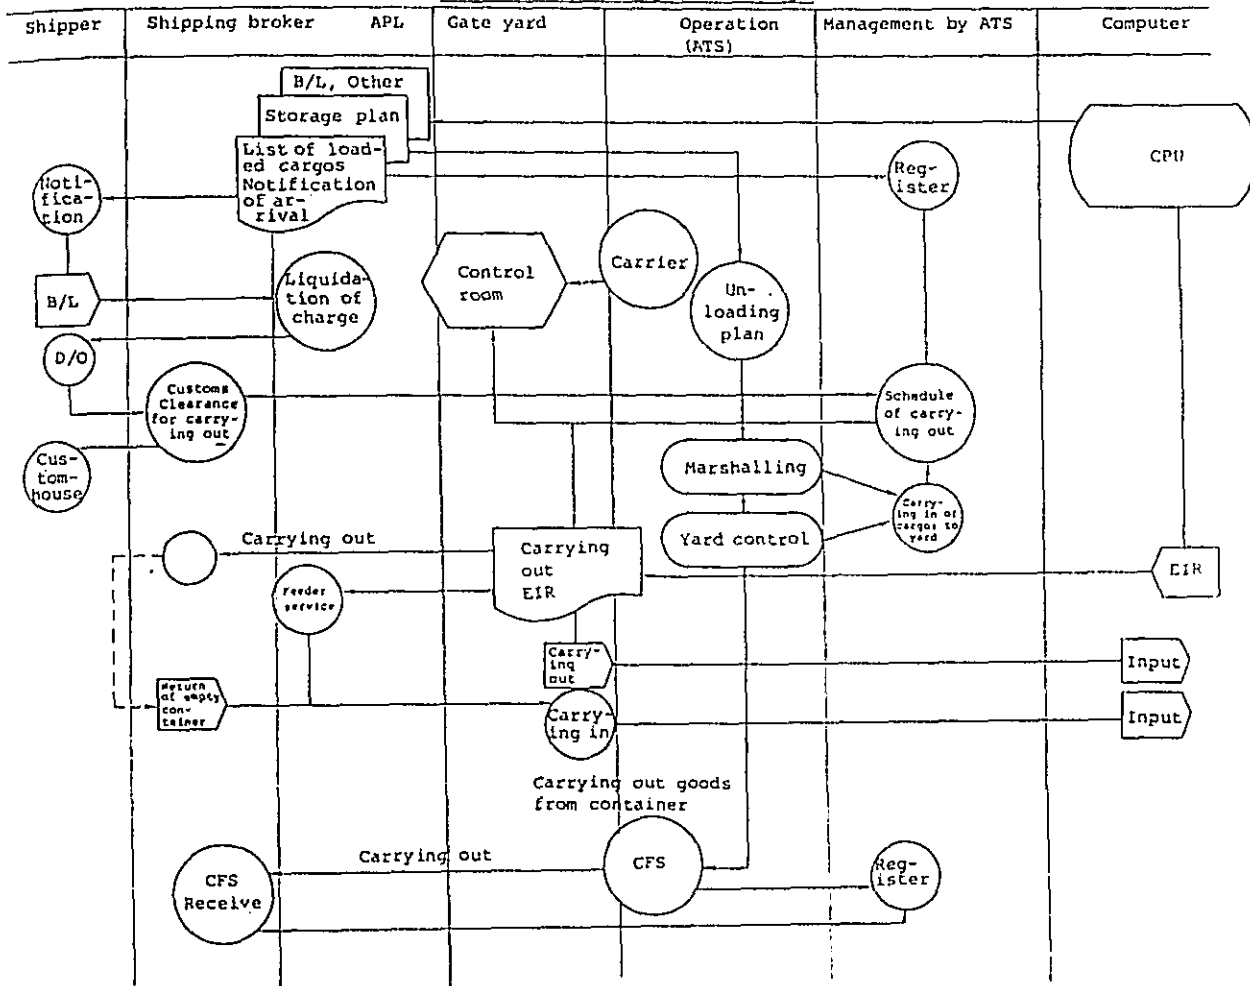 Shipper
Shipping broker
APL
Gate yard
Operation
(ATS)
Management by ATS
Computer
B/L, Other
Storage plan
List of load-
ed cargos
Notification
of ar-
rival
Noti-
fica-
tion
Reg-
ister
CPU
B/L
Liquida-
tion of
charge
Control
room
Carrier
Un-
loading
plan
D/O
Customs
Clearance
for carry-
ing out
Schedule
of carry-
ing out
Cus-
tom-
house
Marshalling
Carry-
ing in of
cargos to
yard
Yard control
Carrying out
Carrying
out
EIR
EIR
Feeder
service
Carry-
ing
out
Input
Return
of empty
con-
tainer
Carry-
ing in
Input
Carrying out goods
from container
Carrying out
CFS
Reg-
ister
CFS
Receive